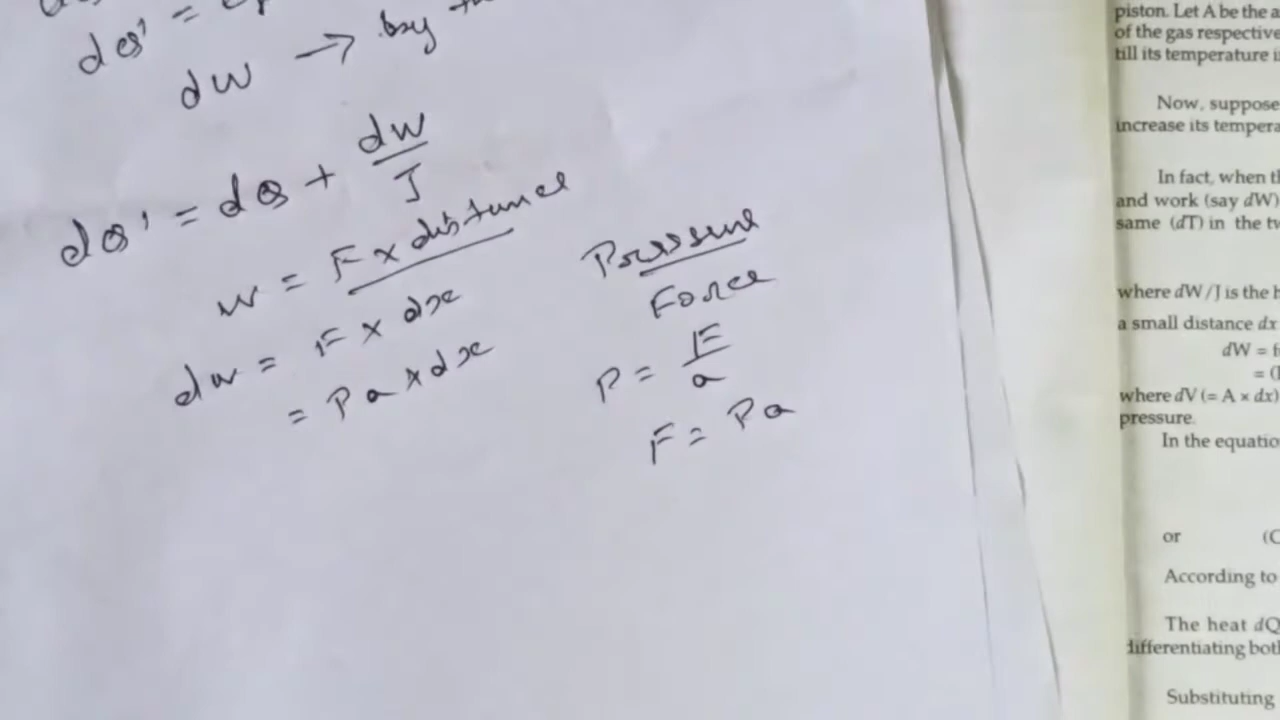 dQ' =
dW → by
dQ' = dQ + dW/J
W = F × distance
dW = F × dx
= Pa × dx
Pressure
Force
P = F/a
F = Pa
piston. Let A be the a
of the gas respective
till its temperature i
Now, suppose
increase its tempera
In fact, when t
and work (say dW)
same (dT) in the tw
where dW/J is the h
a small distance dx
dW = f
= (
where dV (= A × dx)
pressure.
In the equatio
or (C
According to
The heat dQ
differentiating both
Substituting